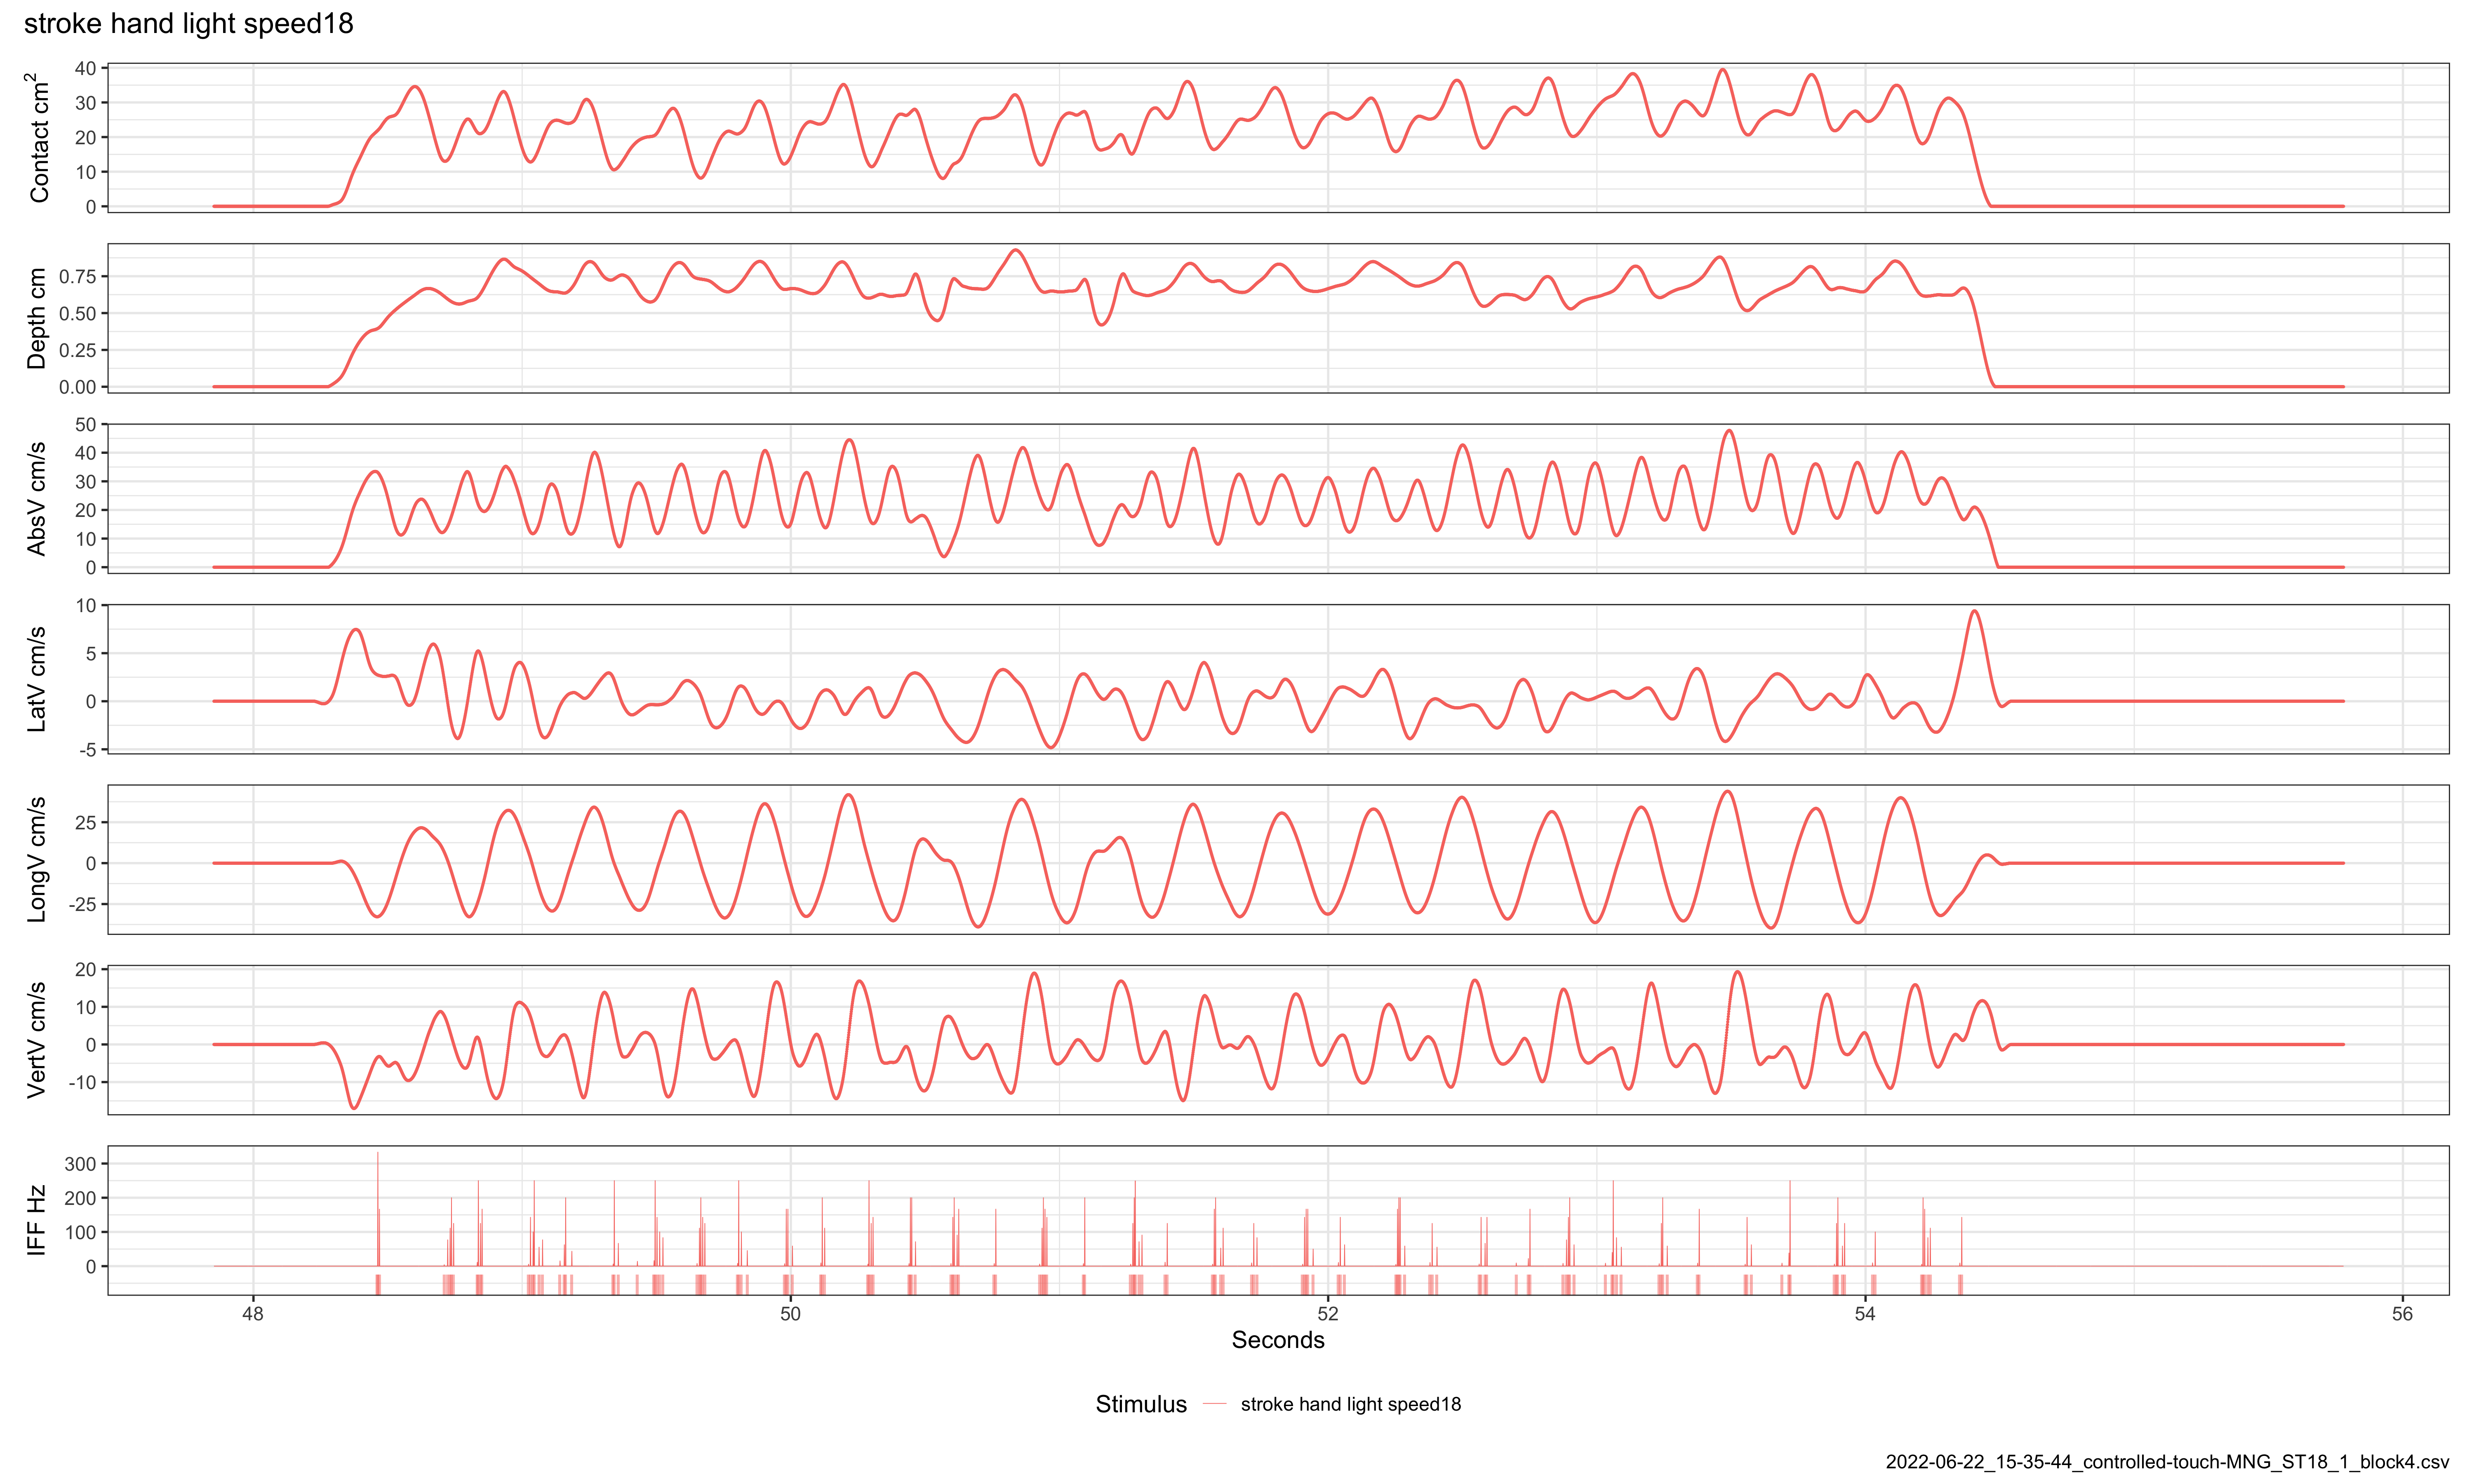 stroke hand light speed18
Contact cm²
40
30
20
10
0
Depth cm
0.75
0.50
0.25
0.00
AbsV cm/s
50
40
30
20
10
0
LatV cm/s
10
5
0
-5
LongV cm/s
25
0
-25
VertV cm/s
20
10
0
-10
IFF Hz
300
200
100
0
48 50 52 54 56
Seconds
Stimulus stroke hand light speed18
2022-06-22_15-35-44_controlled-touch-MNG_ST18_1_block4.csv